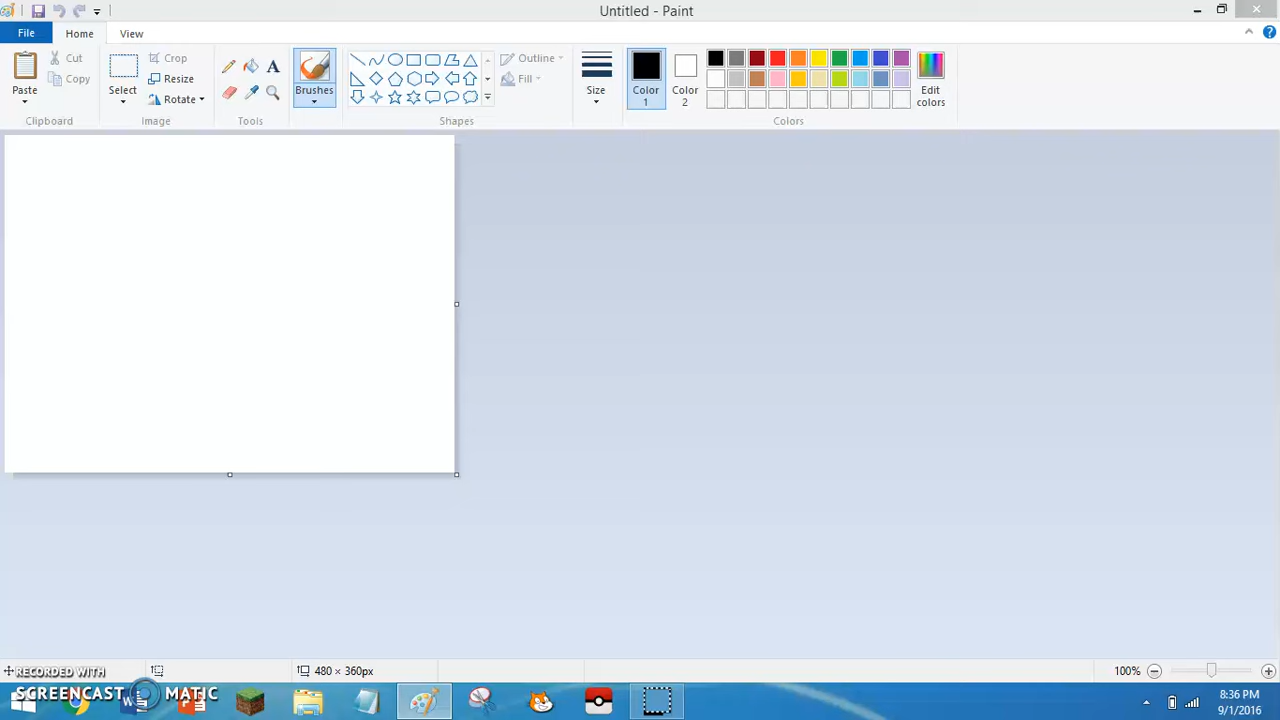 Untitled - Paint
File Home View
Paste
Cut
Copy
Clipboard
Select
Crop
Resize
Rotate
Image
A
Tools
Brushes
Outline
Fill
Shapes
Size
Color 1
Color 2
Edit colors
Colors
480 × 360px
100%
RECORDED WITH
SCREENCAST MATIC
8:36 PM
9/1/2016